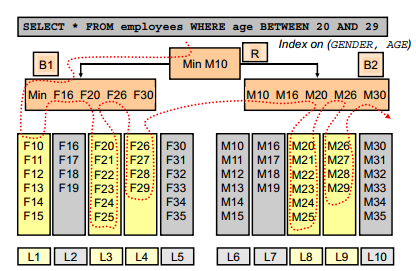 SELECT * FROM employees WHERE age BETWEEN 20 AND 29
Index on (GENDER, AGE)
B1
Min M10
R
B2
Min F16 F20 F26 F30
M10 M16 M20 M26 M30
F10
F11
F12
F13
F14
F15
F16
F17
F18
F19
F20
F21
F22
F23
F24
F25
F26
F27
F28
F29
F30
F31
F32
F33
F34
F35
M10
M11
M12
M13
M14
M15
M16
M17
M18
M19
M20
M21
M22
M23
M24
M25
M26
M27
M28
M29
M30
M31
M32
M33
M34
M35
L1
L2
L3
L4
L5
L6
L7
L8
L9
L10